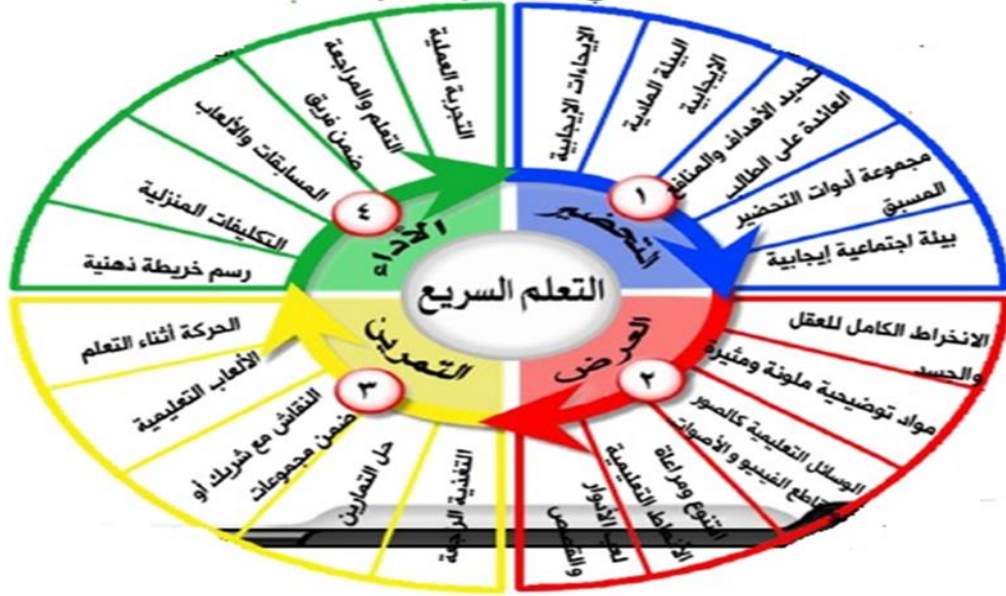 التعلم السريع
١
التحضير
الإيحاءات الإيجابية
البيئة المادية
الإيجابية
تحديد الأهداف والمنافع
العائدة على الطالب
مجموعة أدوات التحضير
المسبق
بيئة اجتماعية إيجابية
٢
العرض
الانخراط الكامل للعقل
والجسد
مواد توضيحية ملونة ومثيرة
الوسائل التعليمية كالصور
و الأصوات
التنوع ومراعاة
الأنماط التعليمية
لعب الأدوار
والقصص
٣
التمرين
التغذية الراجعة
حل التمارين
النقاش مع شريك أو
ضمن مجموعات
الألعاب التعليمية
الحركة أثناء التعلم
٤
الأداء
رسم خريطة ذهنية
التكليفات المنزلية
المسابقات والألعاب
التعلم والمراجعة
ضمن فريق
التجربة العملية